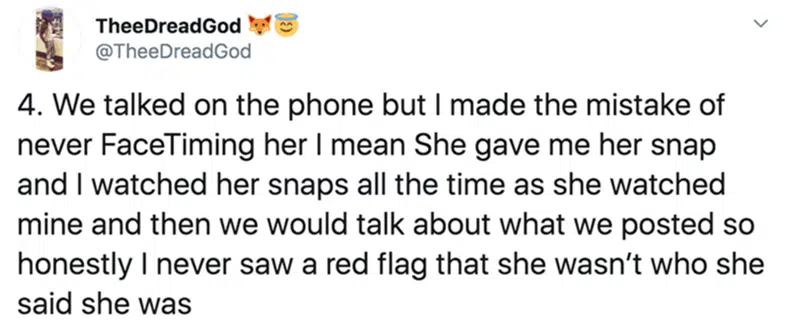 TheeDreadGod 🦊😇
@TheeDreadGod
4. We talked on the phone but I made the mistake of
never FaceTiming her I mean She gave me her snap
and I watched her snaps all the time as she watched
mine and then we would talk about what we posted so
honestly I never saw a red flag that she wasn’t who she
said she was